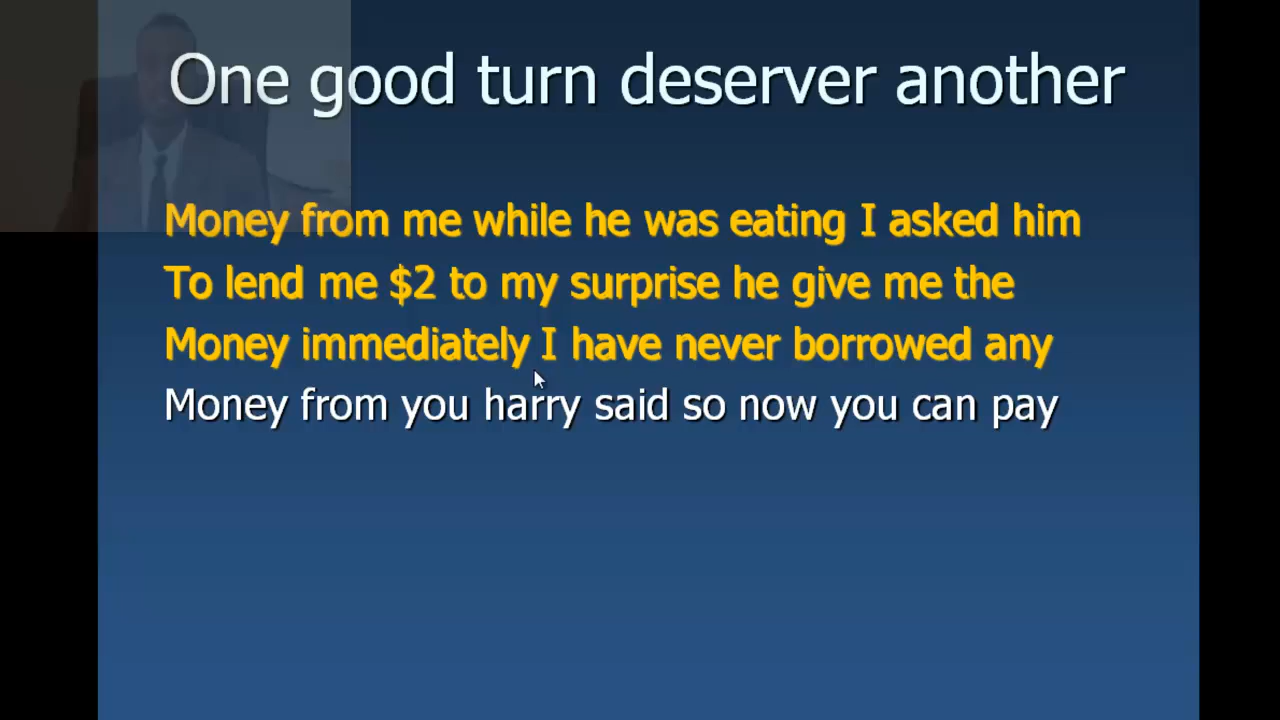 One good turn deserver another
Money from me while he was eating I asked him
To lend me $2 to my surprise he give me the
Money immediately I have never borrowed any
Money from you harry said so now you can pay